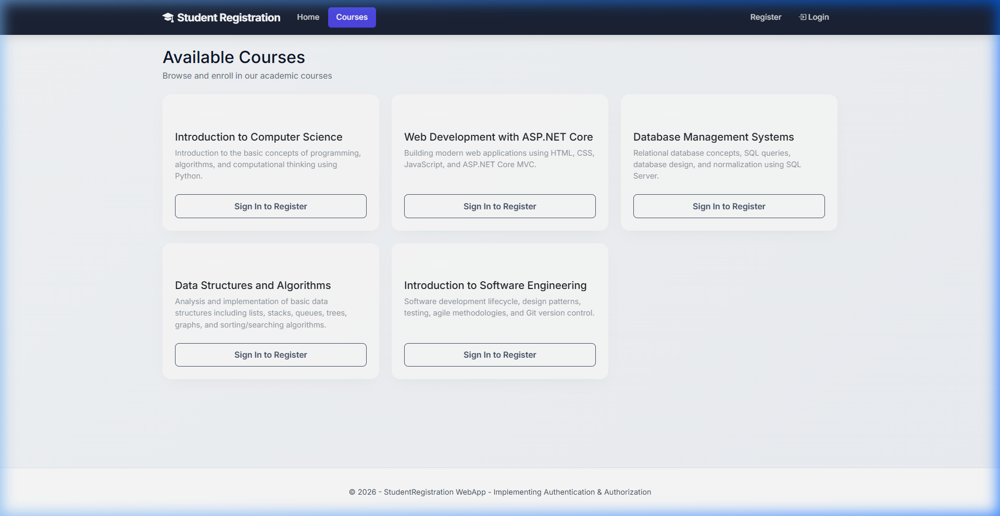 Student Registration
Home
Courses
Register
Login
Available Courses
Browse and enroll in our academic courses
Introduction to Computer Science
Introduction to the basic concepts of programming,
algorithms, and computational thinking using
Python.
Sign In to Register
Web Development with ASP.NET Core
Building modern web applications using HTML, CSS,
JavaScript, and ASP.NET Core MVC.
Sign In to Register
Database Management Systems
Relational database concepts, SQL queries,
database design, and normalization using SQL
Server.
Sign In to Register
Data Structures and Algorithms
Analysis and implementation of basic data
structures including lists, stacks, queues, trees,
graphs, and sorting/searching algorithms.
Sign In to Register
Introduction to Software Engineering
Software development lifecycle, design patterns,
testing, agile methodologies, and Git version control.
Sign In to Register
© 2026 - StudentRegistration WebApp - Implementing Authentication & Authorization